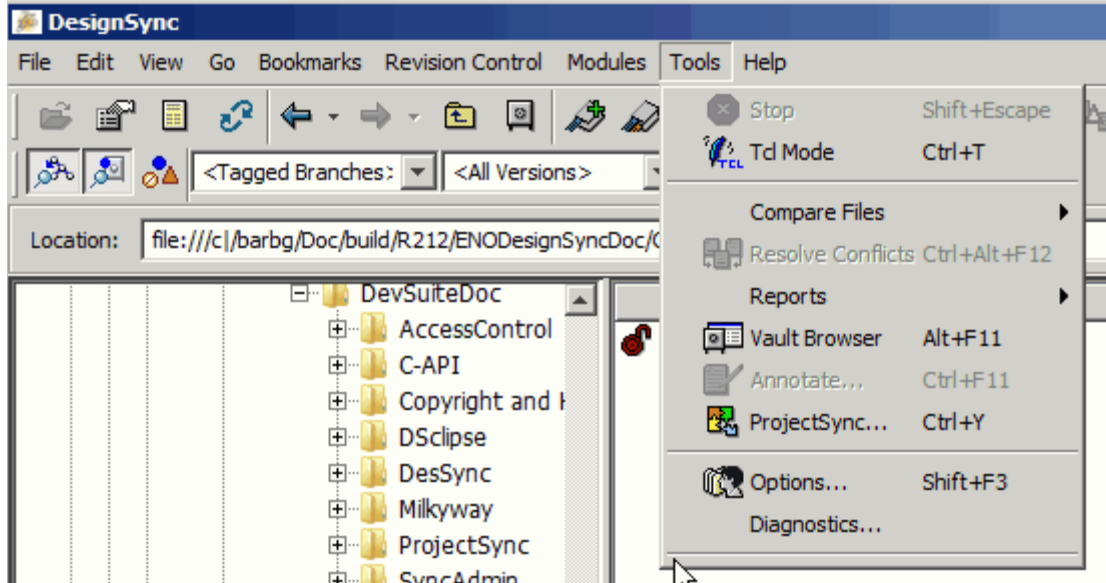 DesignSync
File Edit View Go Bookmarks Revision Control Modules Tools Help
Stop Shift+Escape
TCL Tcl Mode Ctrl+T
<Tagged Branches> <All Versions>
Compare Files
Location: file:///c|/barbg/Doc/build/R212/ENODesignSyncDoc/
Resolve Conflicts Ctrl+Alt+F12
DevSuiteDoc
Reports
AccessControl
Vault Browser Alt+F11
C-API
Annotate... Ctrl+F11
Copyright and
ProjectSync... Ctrl+Y
DSclipse
DesSync
Options... Shift+F3
Milkyway
Diagnostics...
ProjectSync
SyncAdmin